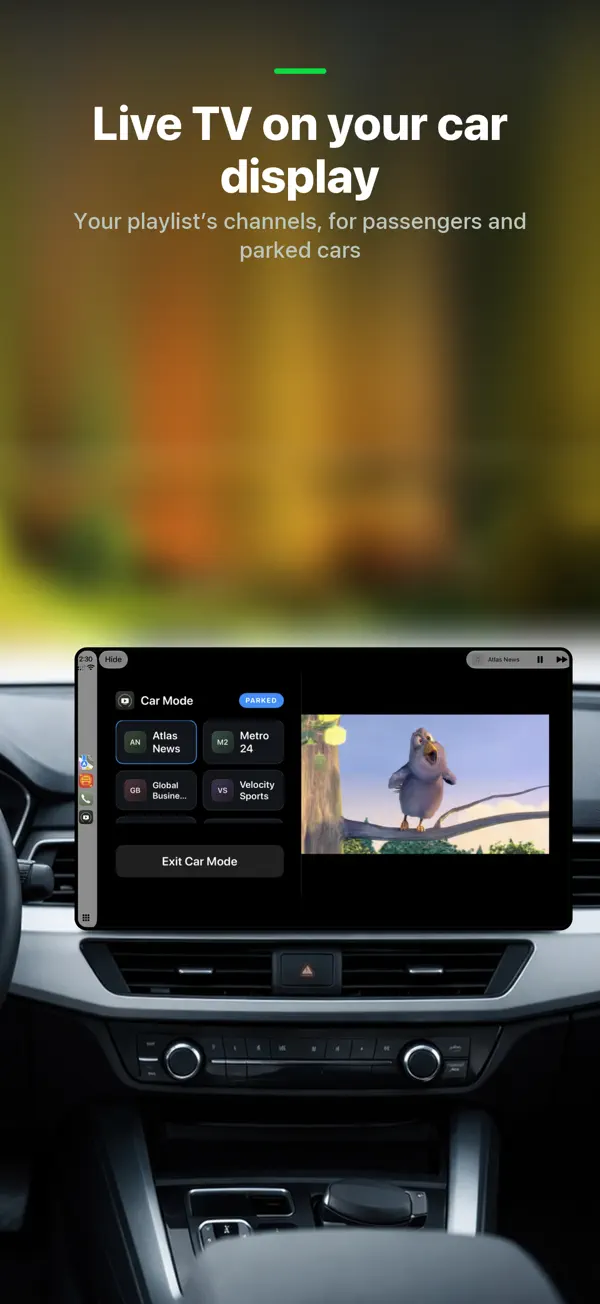 Live TV on your car
display
Your playlist’s channels, for passengers and
parked cars
2:30
Hide
Atlas News
Car Mode
PARKED
AN
Atlas
News
M2
Metro
24
GB
Global
Busine...
VS
Velocity
Sports
Exit Car Mode